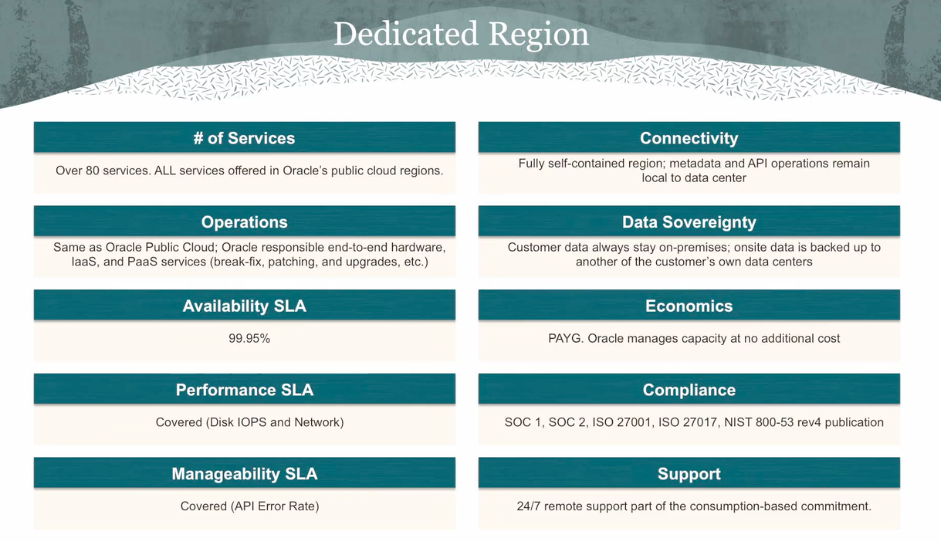 Dedicated Region
# of Services
Over 80 services. ALL services offered in Oracle's public cloud regions.
Connectivity
Fully self-contained region; metadata and API operations remain
local to data center
Operations
Same as Oracle Public Cloud; Oracle responsible end-to-end hardware,
IaaS, and PaaS services (break-fix, patching, and upgrades, etc.)
Data Sovereignty
Customer data always stay on-premises; onsite data is backed up to
another of the customer's own data centers
Availability SLA
99.95%
Economics
PAYG. Oracle manages capacity at no additional cost
Performance SLA
Covered (Disk IOPS and Network)
Compliance
SOC 1, SOC 2, ISO 27001, ISO 27017, NIST 800-53 rev4 publication
Manageability SLA
Covered (API Error Rate)
Support
24/7 remote support part of the consumption-based commitment.